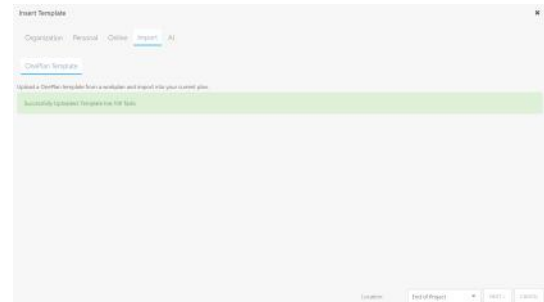 Insert Template
Organization Personal Online Import AI
OnePlan Template
Upload a OnePlan template from a workplan and import into your current plan.
Successfully Uploaded Template has Tasks
Location End of Project NEXT CANCEL